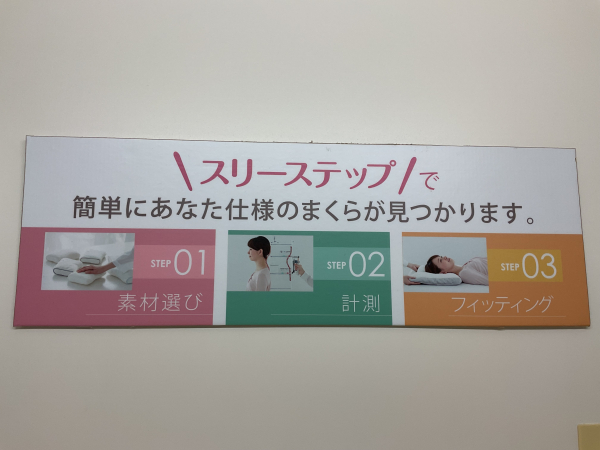 \スリーステップ/で
簡単にあなた仕様のまくらが見つかります。
STEP 01
素材選び
STEP 02
計測
STEP 03
フィッティング